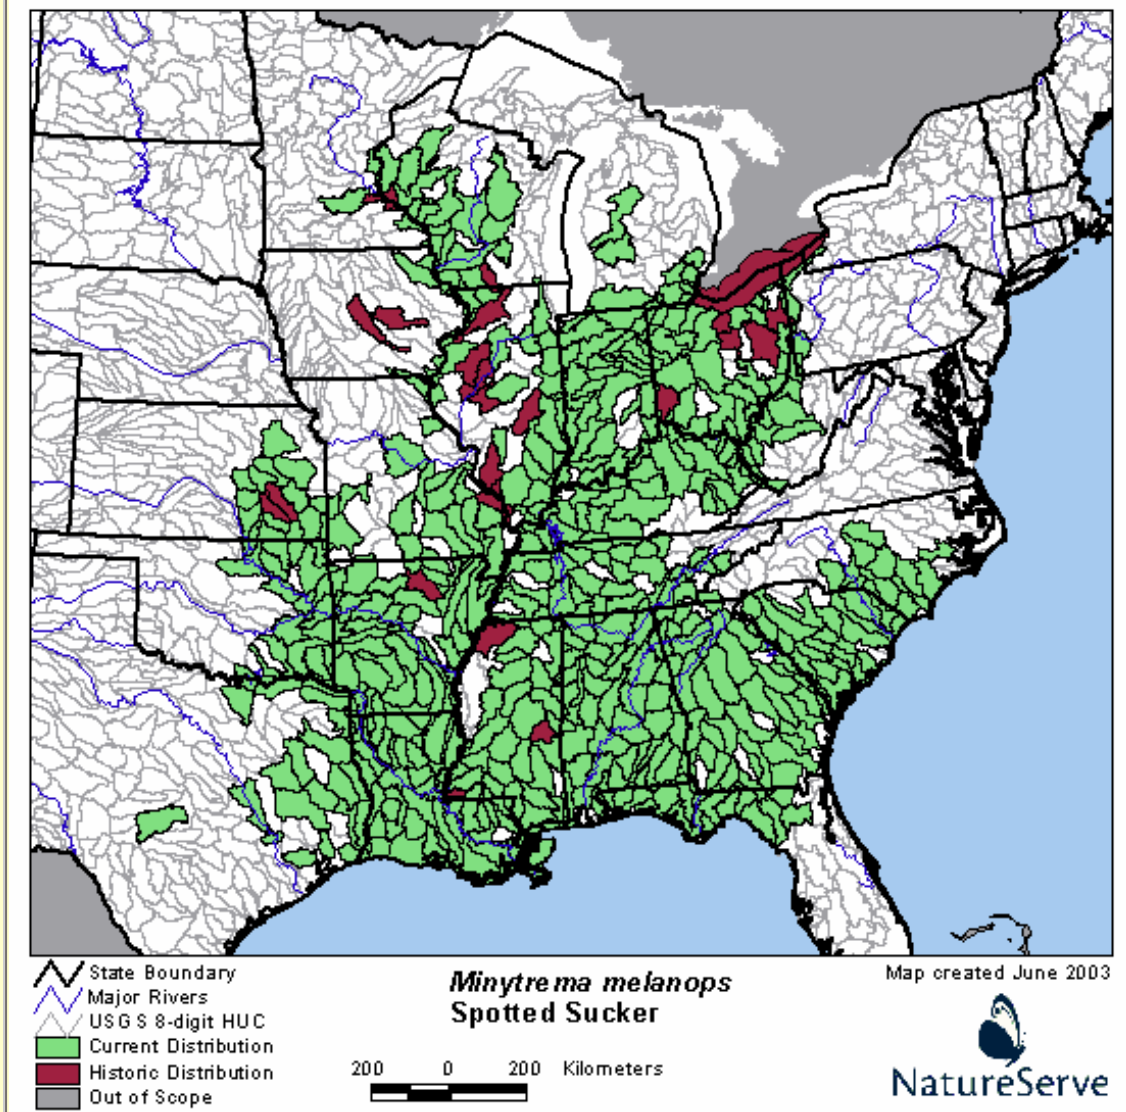 State Boundary
Major Rivers
USGS 8-digit HUC
Current Distribution
Historic Distribution
Out of Scope
Minytrema melanops
Spotted Sucker
200 0 200 Kilometers
Map created June 2003
NatureServe